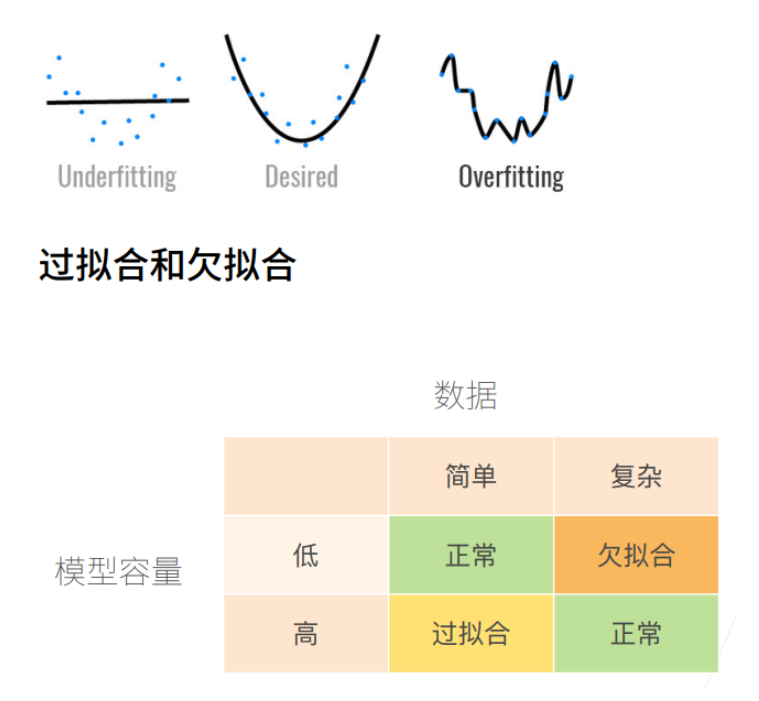 Underfitting Desired Overfitting
过拟合和欠拟合
数据
简单 复杂
低 正常 欠拟合
模型容量
高 过拟合 正常